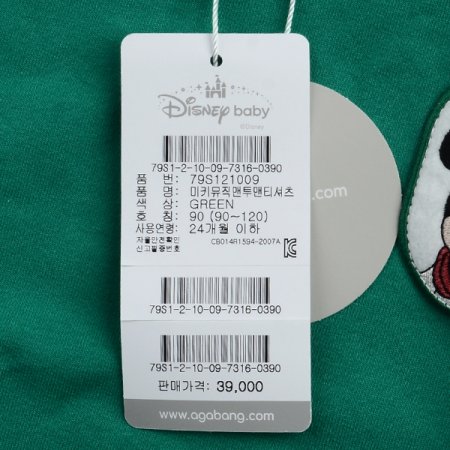 Disney baby
©Disney
79S1-2-10-09-7316-0390
품 번: 79S121009
품 명: 미키뮤직맨투맨티셔츠
색 상: GREEN
호 칭: 90 (90~120)
사용연령: 24개월 이하
자율안전확인
신고필증번호 CB014R1594-2007A
79S1-2-10-09-7316-0390
79S1-2-10-09-7316-0390
판매가격: 39,000
www.agabang.com
.com